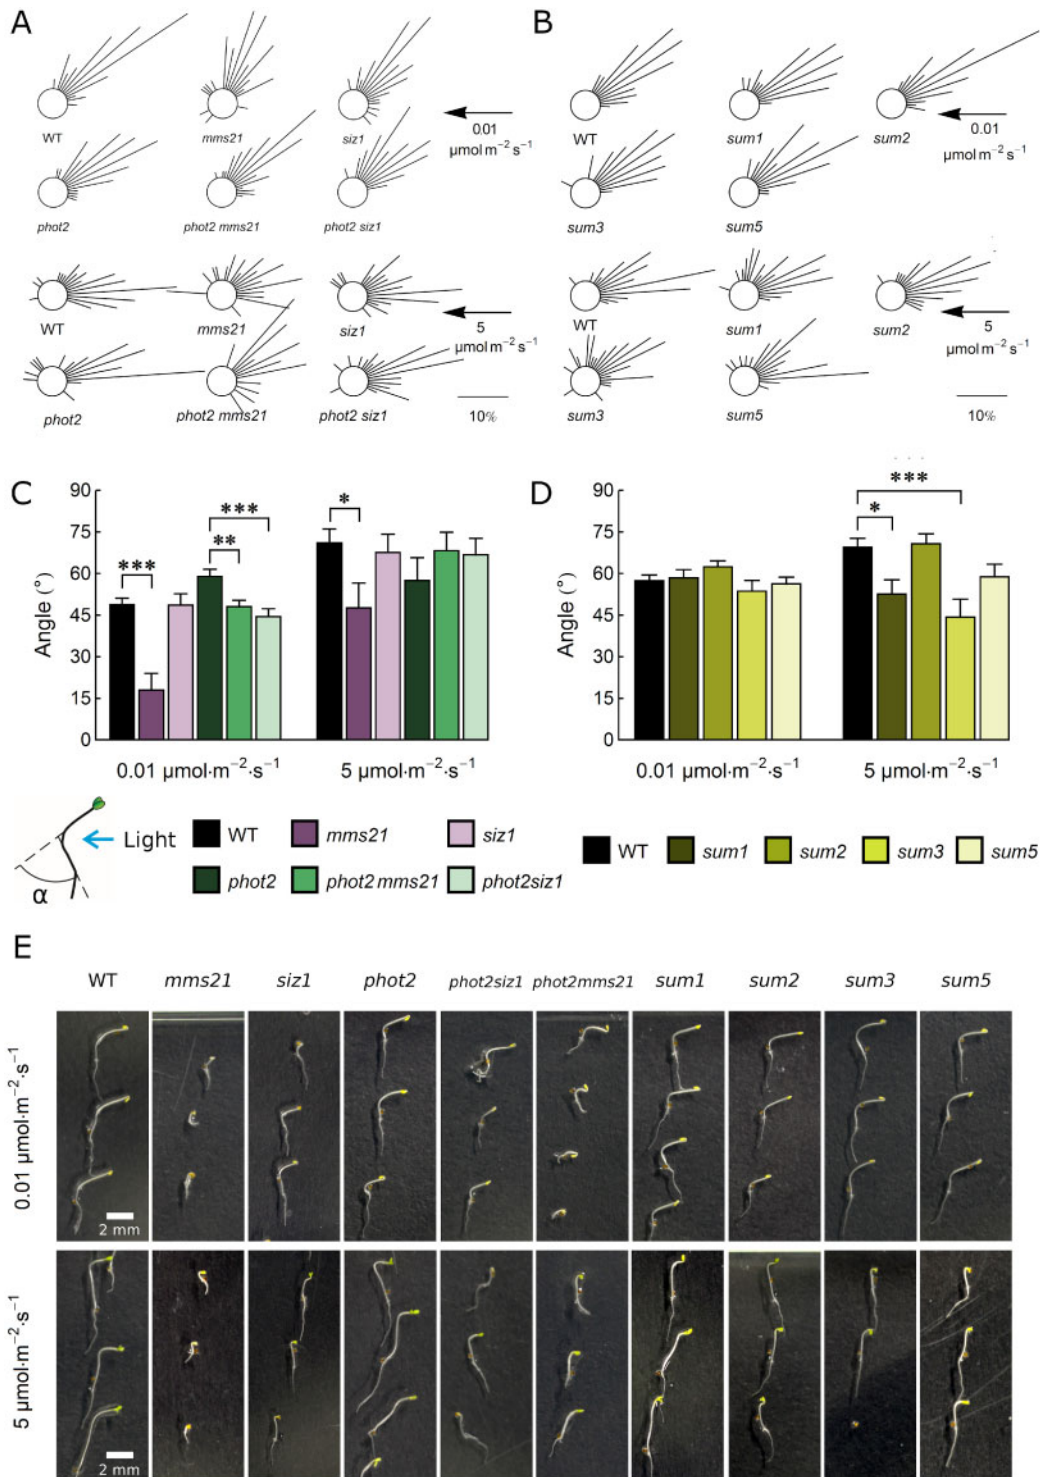 A
B
WT
mms21
siz1
0.01
μmol m⁻² s⁻¹
phot2
phot2 mms21
phot2 siz1
WT
mms21
siz1
5
μmol m⁻² s⁻¹
phot2
phot2 mms21
phot2 siz1
10%
WT
sum1
sum2
0.01
μmol m⁻² s⁻¹
sum3
sum5
WT
sum1
sum2
5
μmol m⁻² s⁻¹
sum3
sum5
10%
C
Angle (°)
90
75
60
45
30
15
0
***
**
***
*
0.01 μmol·m⁻²·s⁻¹
5 μmol·m⁻²·s⁻¹
Light
α
WT
mms21
siz1
phot2
phot2 mms21
phot2siz1
D
Angle (°)
90
75
60
45
30
15
0
*
***
0.01 μmol·m⁻²·s⁻¹
5 μmol·m⁻²·s⁻¹
WT
sum1
sum2
sum3
sum5
E
WT mms21 siz1 phot2 phot2siz1 phot2mms21 sum1 sum2 sum3 sum5
0.01 μmol·m⁻²·s⁻¹
2 mm
5 μmol·m⁻²·s⁻¹
2 mm